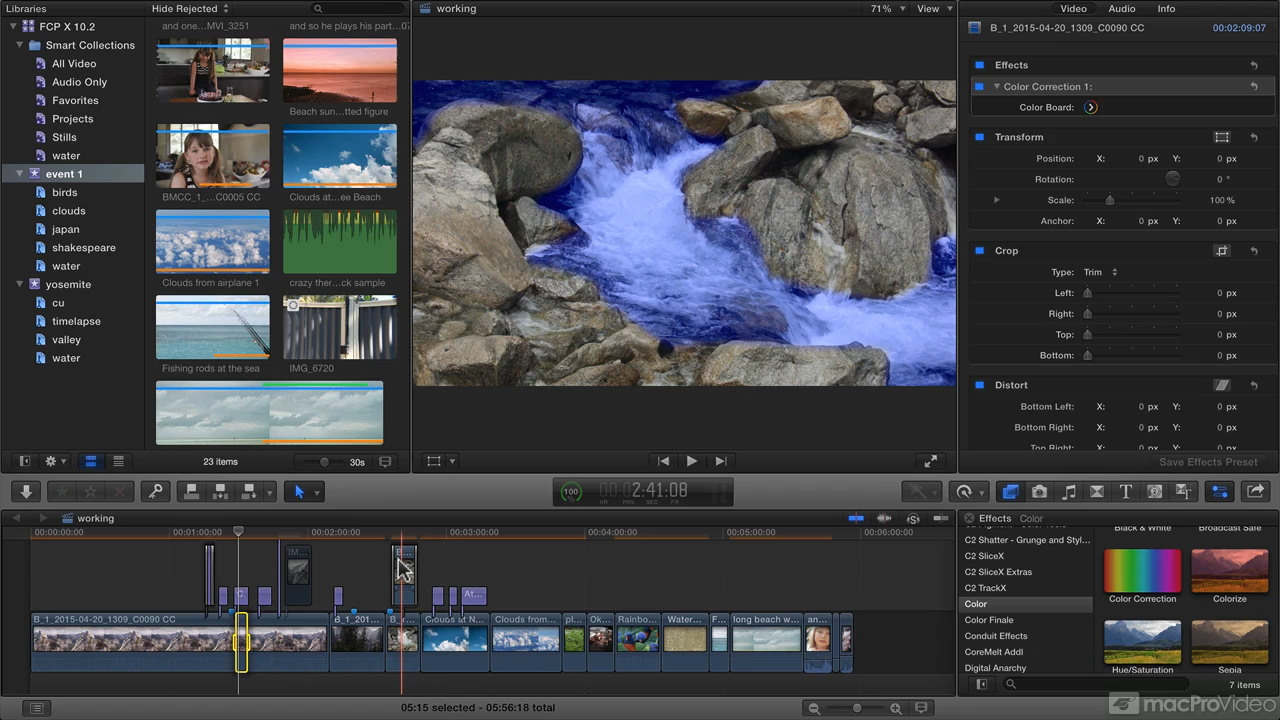 Libraries
Hide Rejected
working
71%
View
Video
Audio
Info
FCP X 10.2
Smart Collections
All Video
Audio Only
Favorites
Projects
Stills
water
event 1
birds
clouds
japan
shakespeare
water
yosemite
cu
timelapse
valley
water
and one…MVI_3251
and so he plays his part…
Beach sun…tted figure
BMCC_1_…C0005 CC
Clouds at…ee Beach
Clouds from airplane 1
crazy ther…ck sample
Fishing rods at the sea
IMG_6720
23 items
30s
B_1_2015-04-20_1309_C0090 CC
00:02:09:07
Effects
Color Correction 1:
Color Board:
Transform
Position: X: 0 px Y: 0 px
Rotation: 0 °
Scale: 100 %
Anchor: X: 0 px Y: 0 px
Crop
Type: Trim
Left: 0 px
Right: 0 px
Top: 0 px
Bottom: 0 px
Distort
Bottom Left: X: 0 px Y: 0 px
Bottom Right: X: 0 px Y: 0 px
Top Right: X: 0 px Y: 0 px
Save Effects Preset
100
00:02:41:08
HR MIN SEC FR
working
00:00:00:00
00:01:00:00
00:02:00:00
00:03:00:00
00:04:00:00
00:05:00:00
00:06:00:00
IM…
B…
C…
At…
B_1_2015-04-20_1309_C0090 CC
B_1_201…
B_…
Clouds at N…
Clouds from…
pl…
Ok…
Rainbo…
Water…
F…
long beach w…
an…
05:15 selected - 05:56:18 total
Effects
Color
C2 Shatter - Grunge and Styl…
C2 SliceX
C2 SliceX Extras
C2 TrackX
Color
Color Finale
Conduit Effects
CoreMelt Addl
Digital Anarchy
Black & White
Broadcast Safe
Color Correction
Colorize
Hue/Saturation
Sepia
7 items
macProVideo